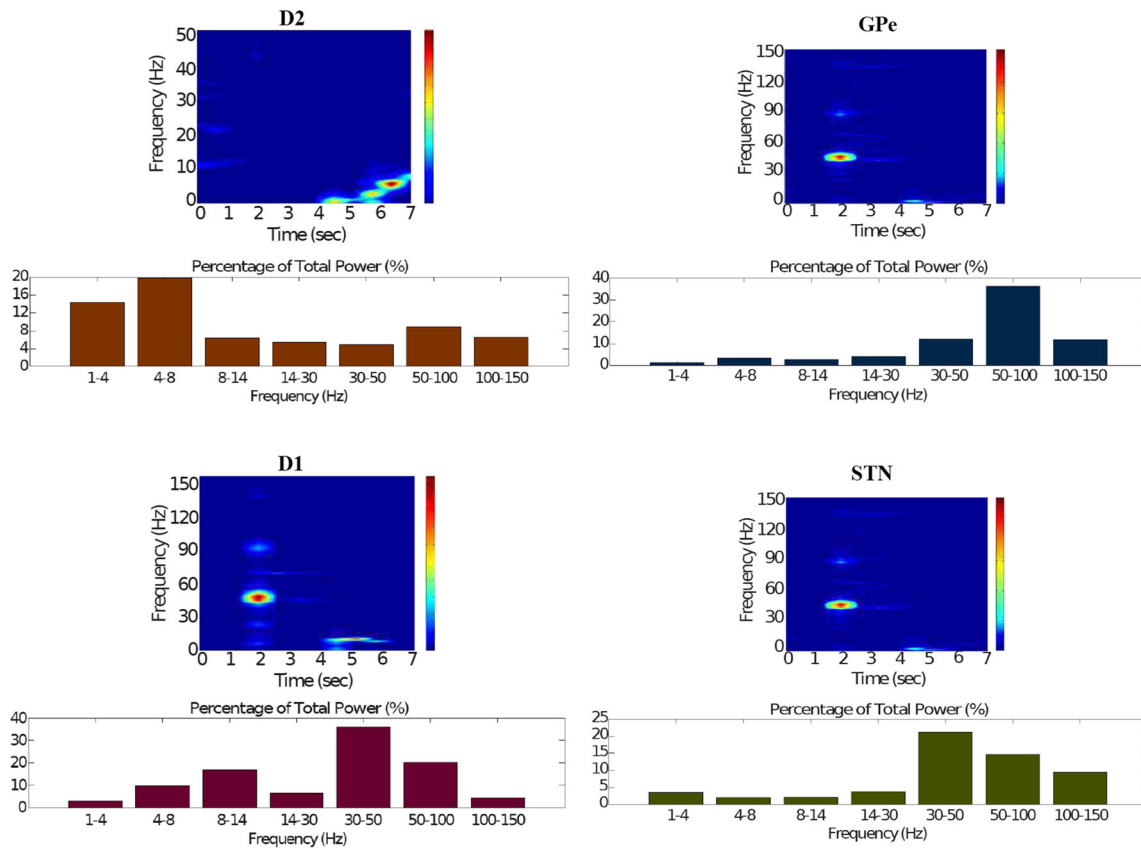 D2
50
40
30
20
10
0
Frequency (Hz)
0 1 2 3 4 5 6 7
Time (sec)
Percentage of Total Power (%)
20
16
12
8
4
0
1-4 4-8 8-14 14-30 30-50 50-100 100-150
Frequency (Hz)
GPe
150
120
90
60
30
0
Frequency (Hz)
0 1 2 3 4 5 6 7
Time (sec)
Percentage of Total Power (%)
40
30
20
10
0
1-4 4-8 8-14 14-30 30-50 50-100 100-150
Frequency (Hz)
D1
150
120
90
60
30
0
Frequency (Hz)
0 1 2 3 4 5 6 7
Time (sec)
Percentage of Total Power (%)
40
30
20
10
0
1-4 4-8 8-14 14-30 30-50 50-100 100-150
Frequency (Hz)
STN
150
120
90
60
30
0
Frequency (Hz)
0 1 2 3 4 5 6 7
Time (sec)
Percentage of Total Power (%)
25
20
15
10
5
0
1-4 4-8 8-14 14-30 30-50 50-100 100-150
Frequency (Hz)